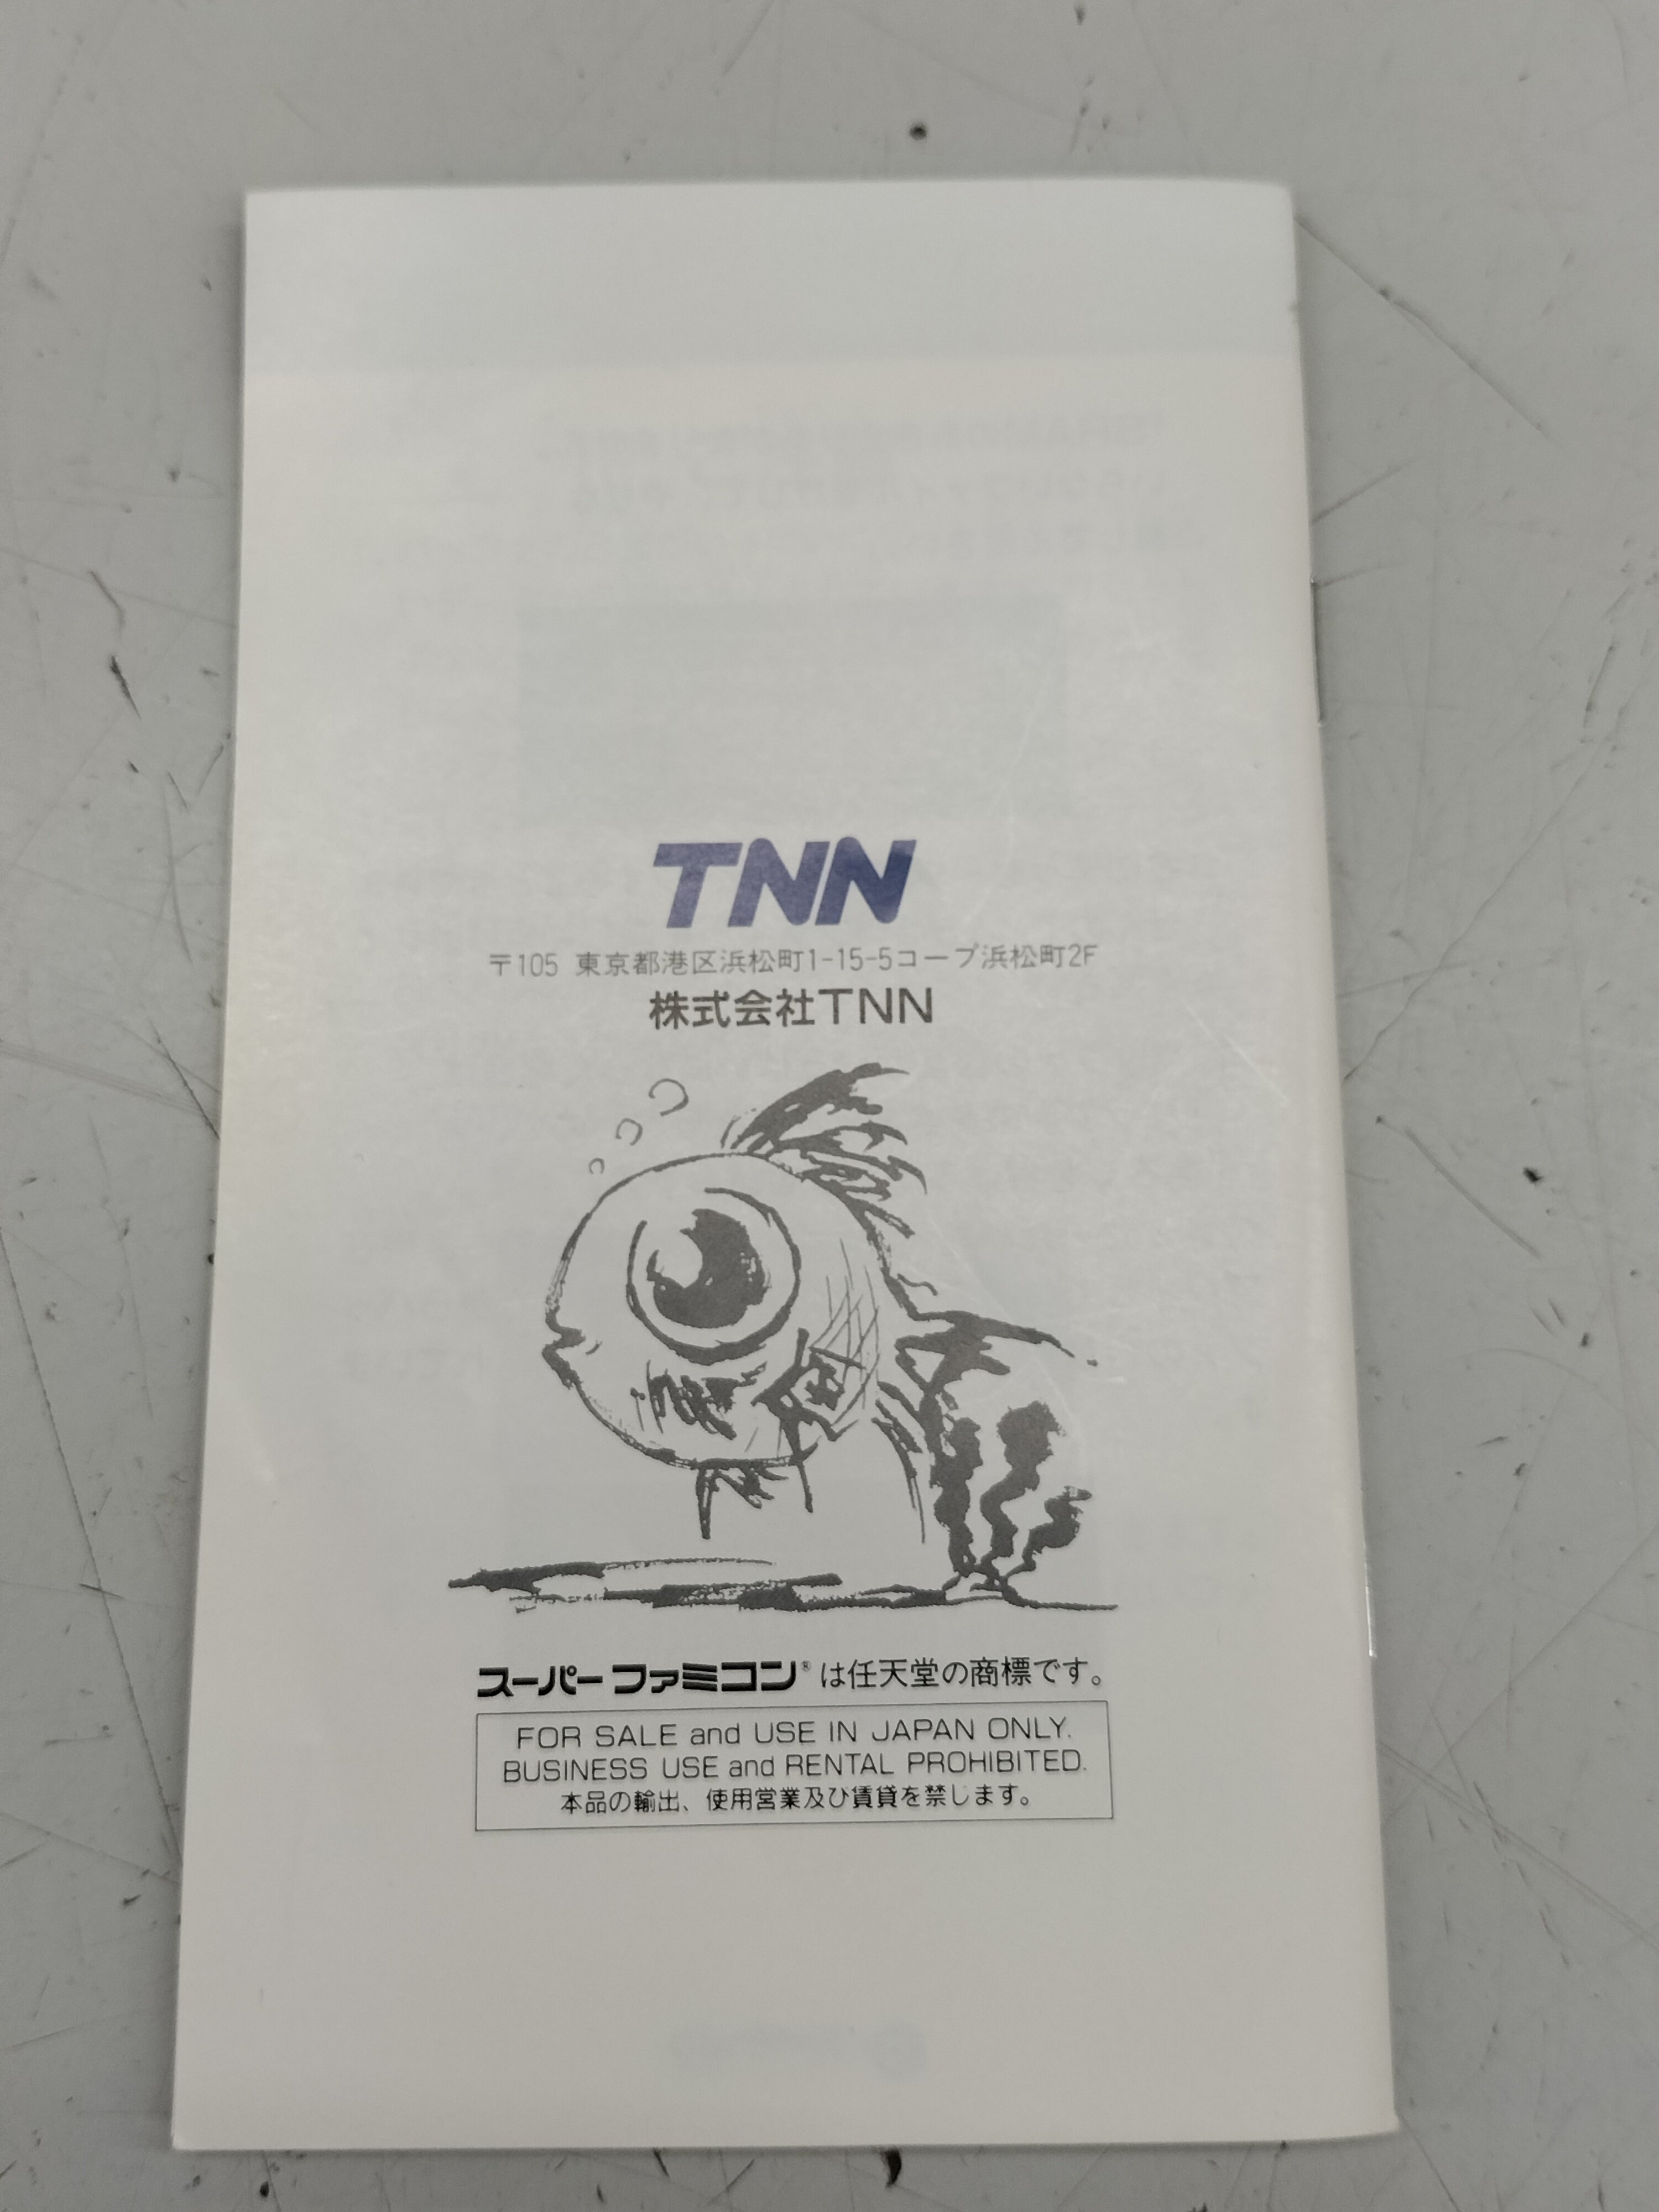 TNN
〒105 東京都港区浜松町1-15-5コープ浜松町2F
株式会社TNN
スーパーファミコン®は任天堂の商標です。
FOR SALE and USE IN JAPAN ONLY.
BUSINESS USE and RENTAL PROHIBITED.
本品の輸出、使用営業及び賃貸を禁じます。